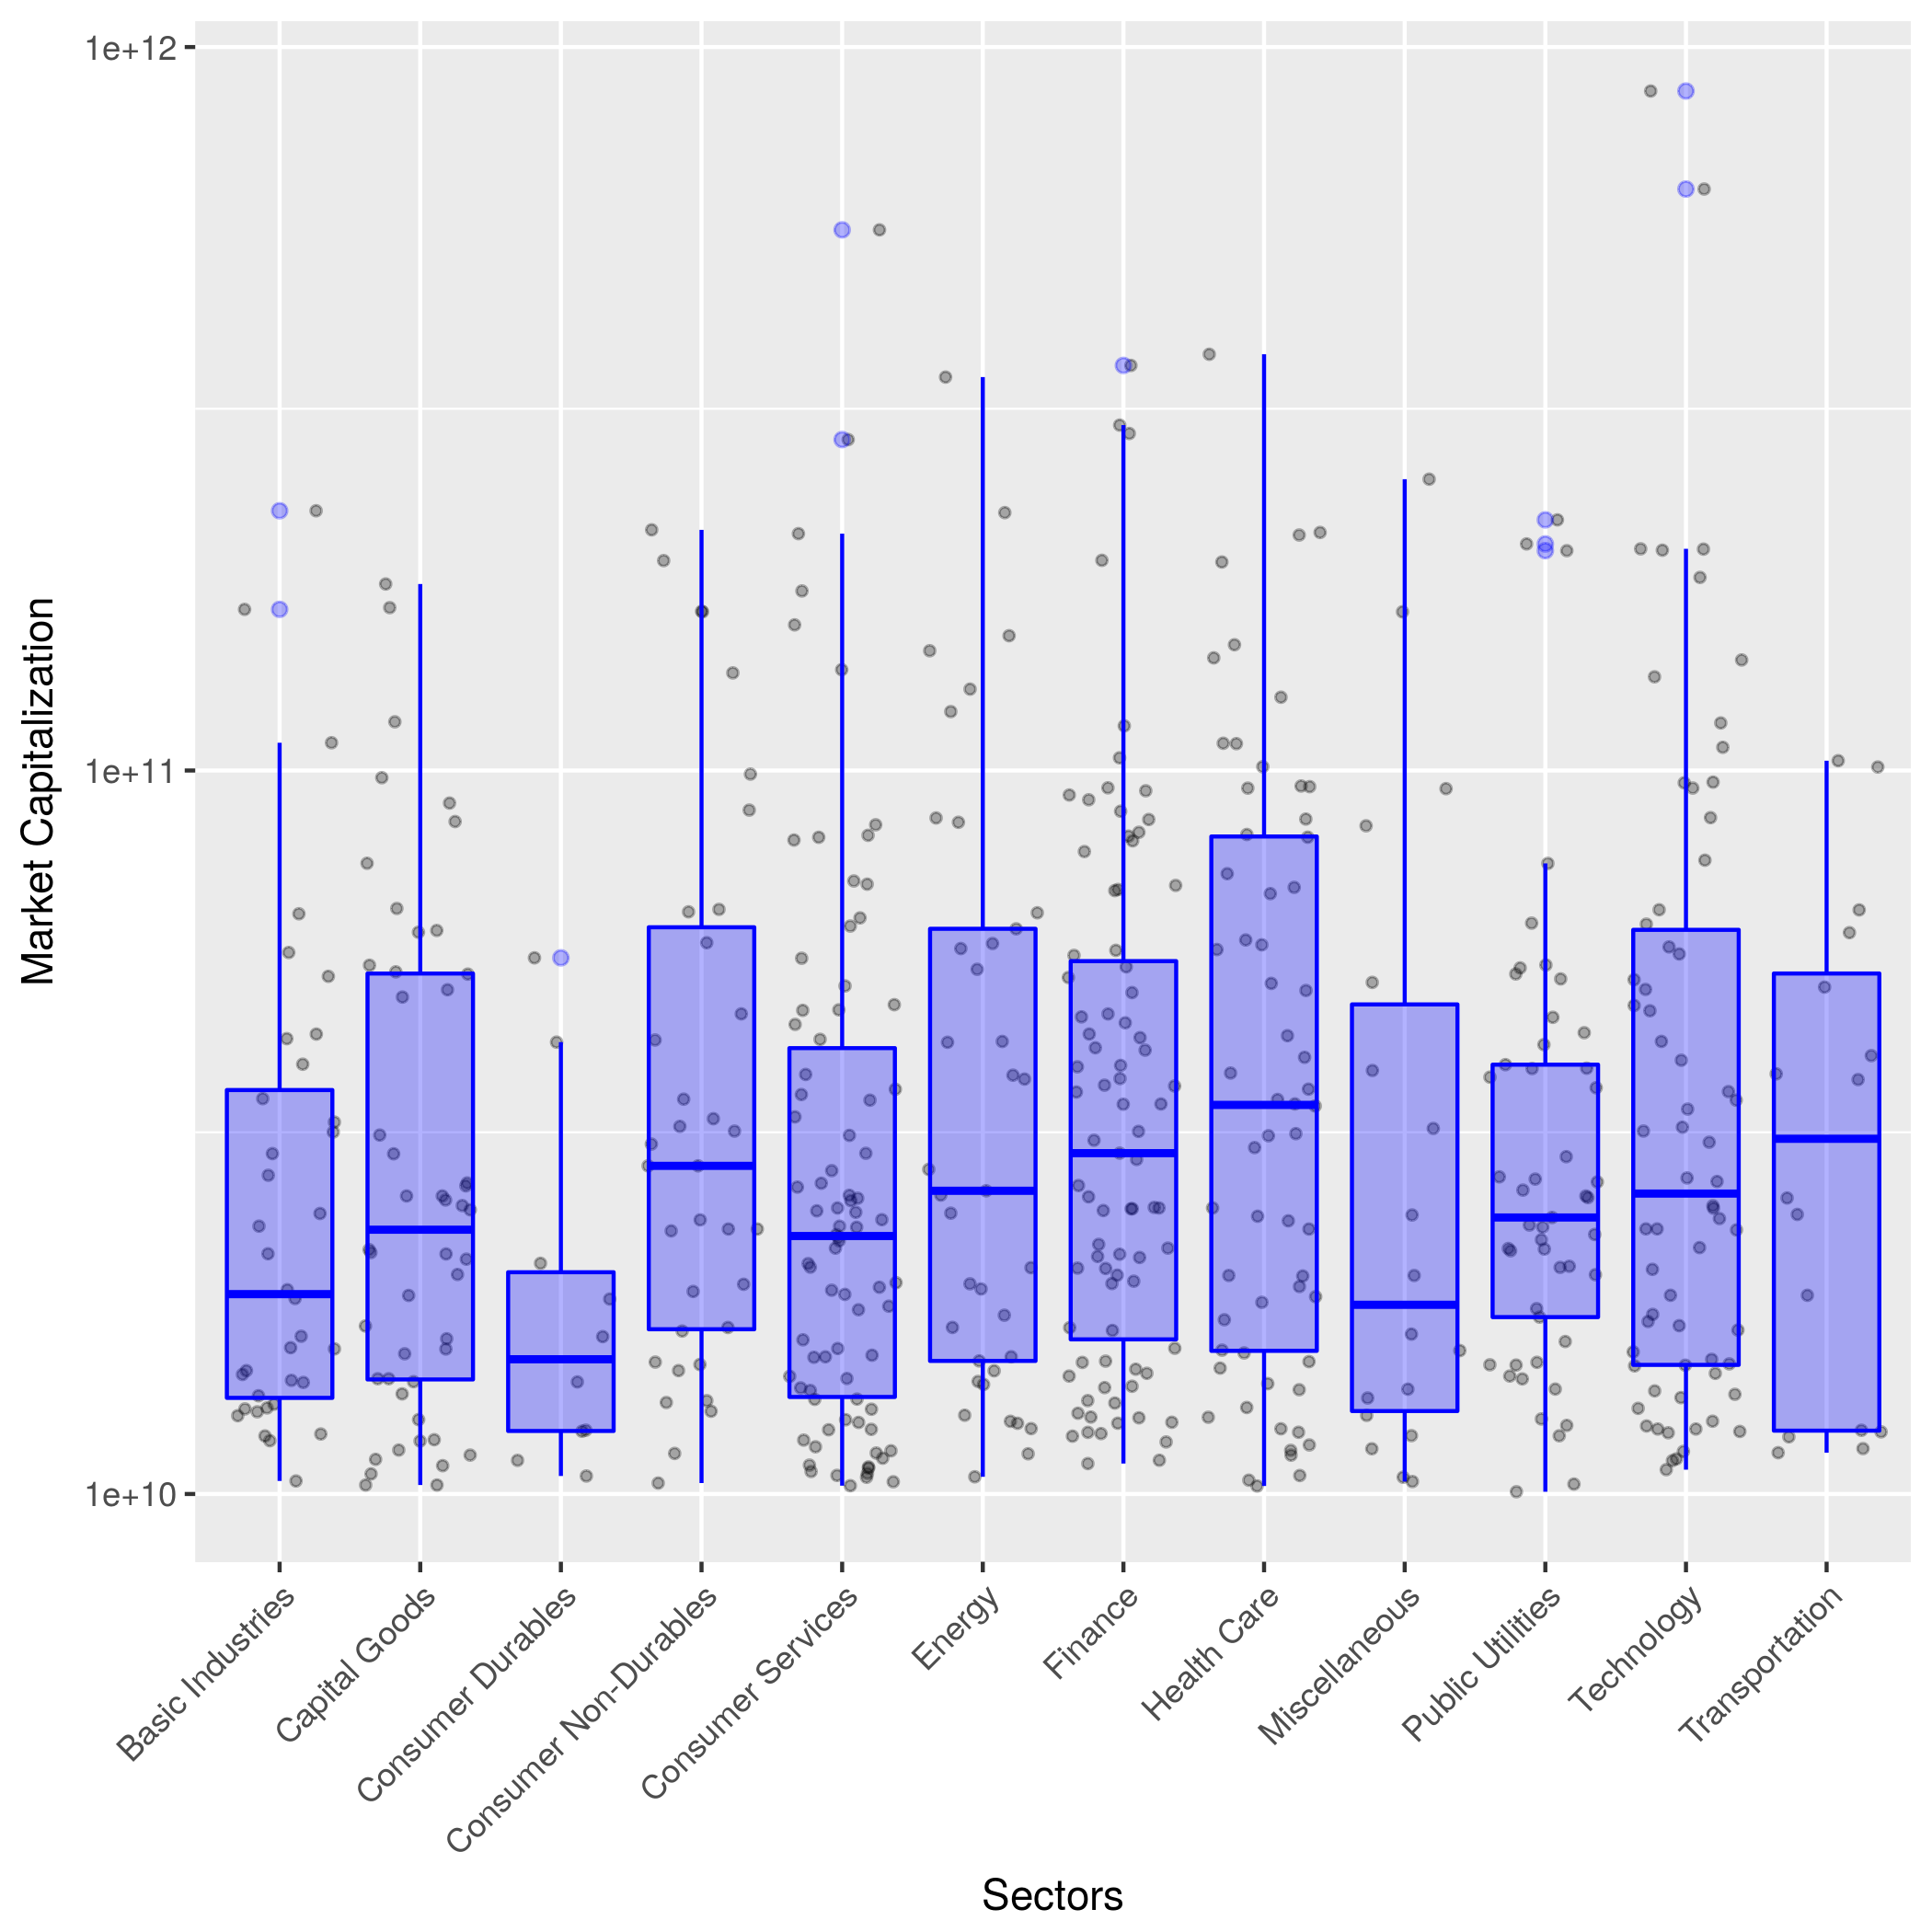 1e+12
1e+11
1e+10
Market Capitalization
Basic Industries
Capital Goods
Consumer Durables
Consumer Non-Durables
Consumer Services
Energy
Finance
Health Care
Miscellaneous
Public Utilities
Technology
Transportation
Sectors